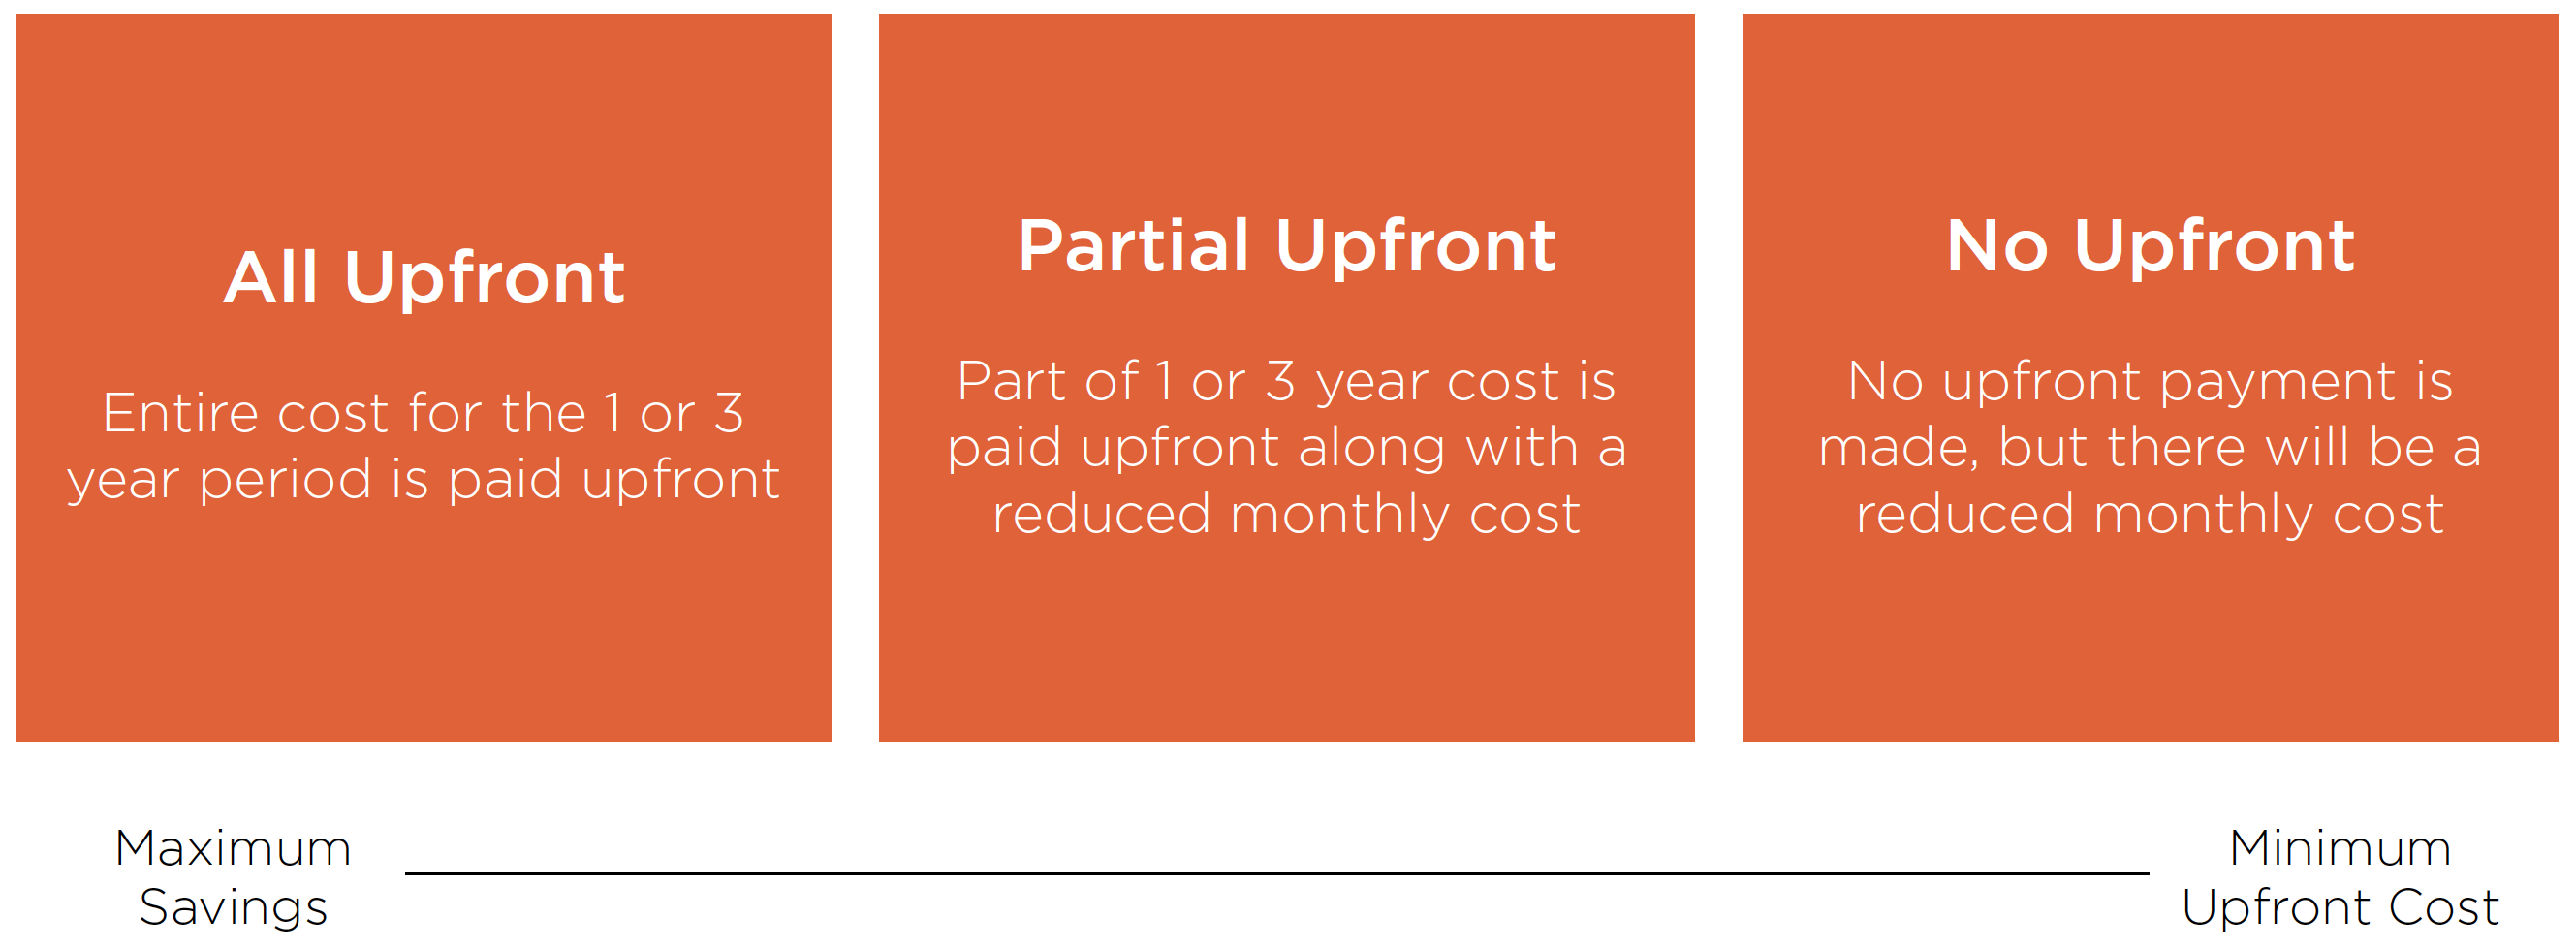 All Upfront
Entire cost for the 1 or 3
year period is paid upfront
Partial Upfront
Part of 1 or 3 year cost is
paid upfront along with a
reduced monthly cost
No Upfront
No upfront payment is
made, but there will be a
reduced monthly cost
Maximum
Savings
Minimum
Upfront Cost